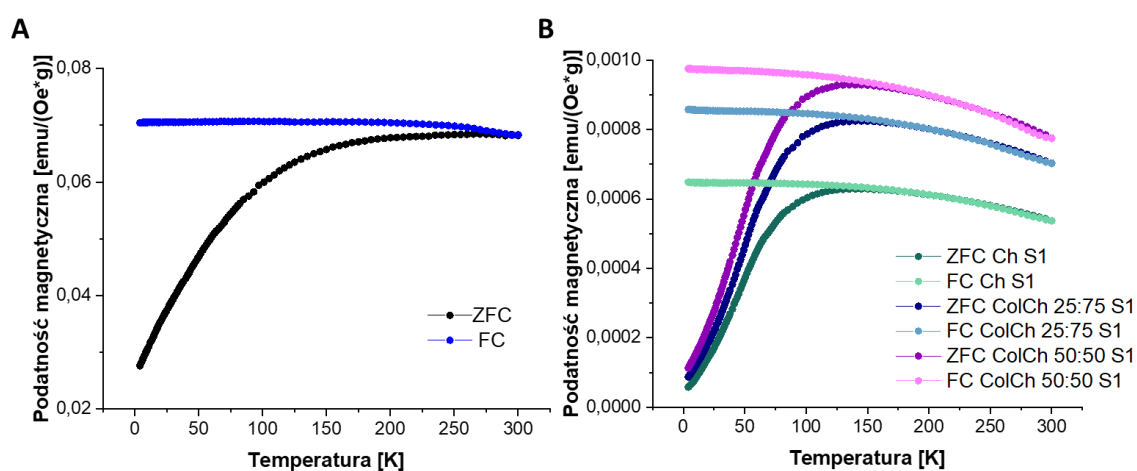 A
Podatność magnetyczna [emu/(Oe*g)]
0,08
0,06
0,04
0,02
0
50
100
150
200
250
300
Temperatura [K]
ZFC
FC
B
Podatność magnetyczna [emu/(Oe*g)]
0,0010
0,0008
0,0006
0,0004
0,0002
0,0000
0
50
100
150
200
250
300
Temperatura [K]
ZFC Ch S1
FC Ch S1
ZFC ColCh 25:75 S1
FC ColCh 25:75 S1
ZFC ColCh 50:50 S1
FC ColCh 50:50 S1